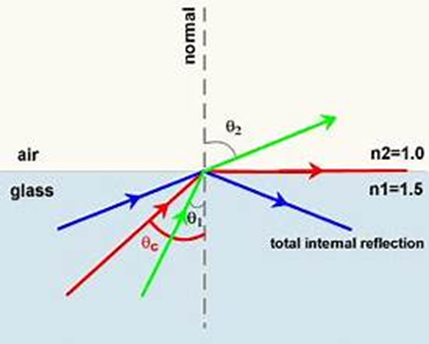 normal
θ2
air
n2=1.0
glass
n1=1.5
θ1
θc
total internal reflection